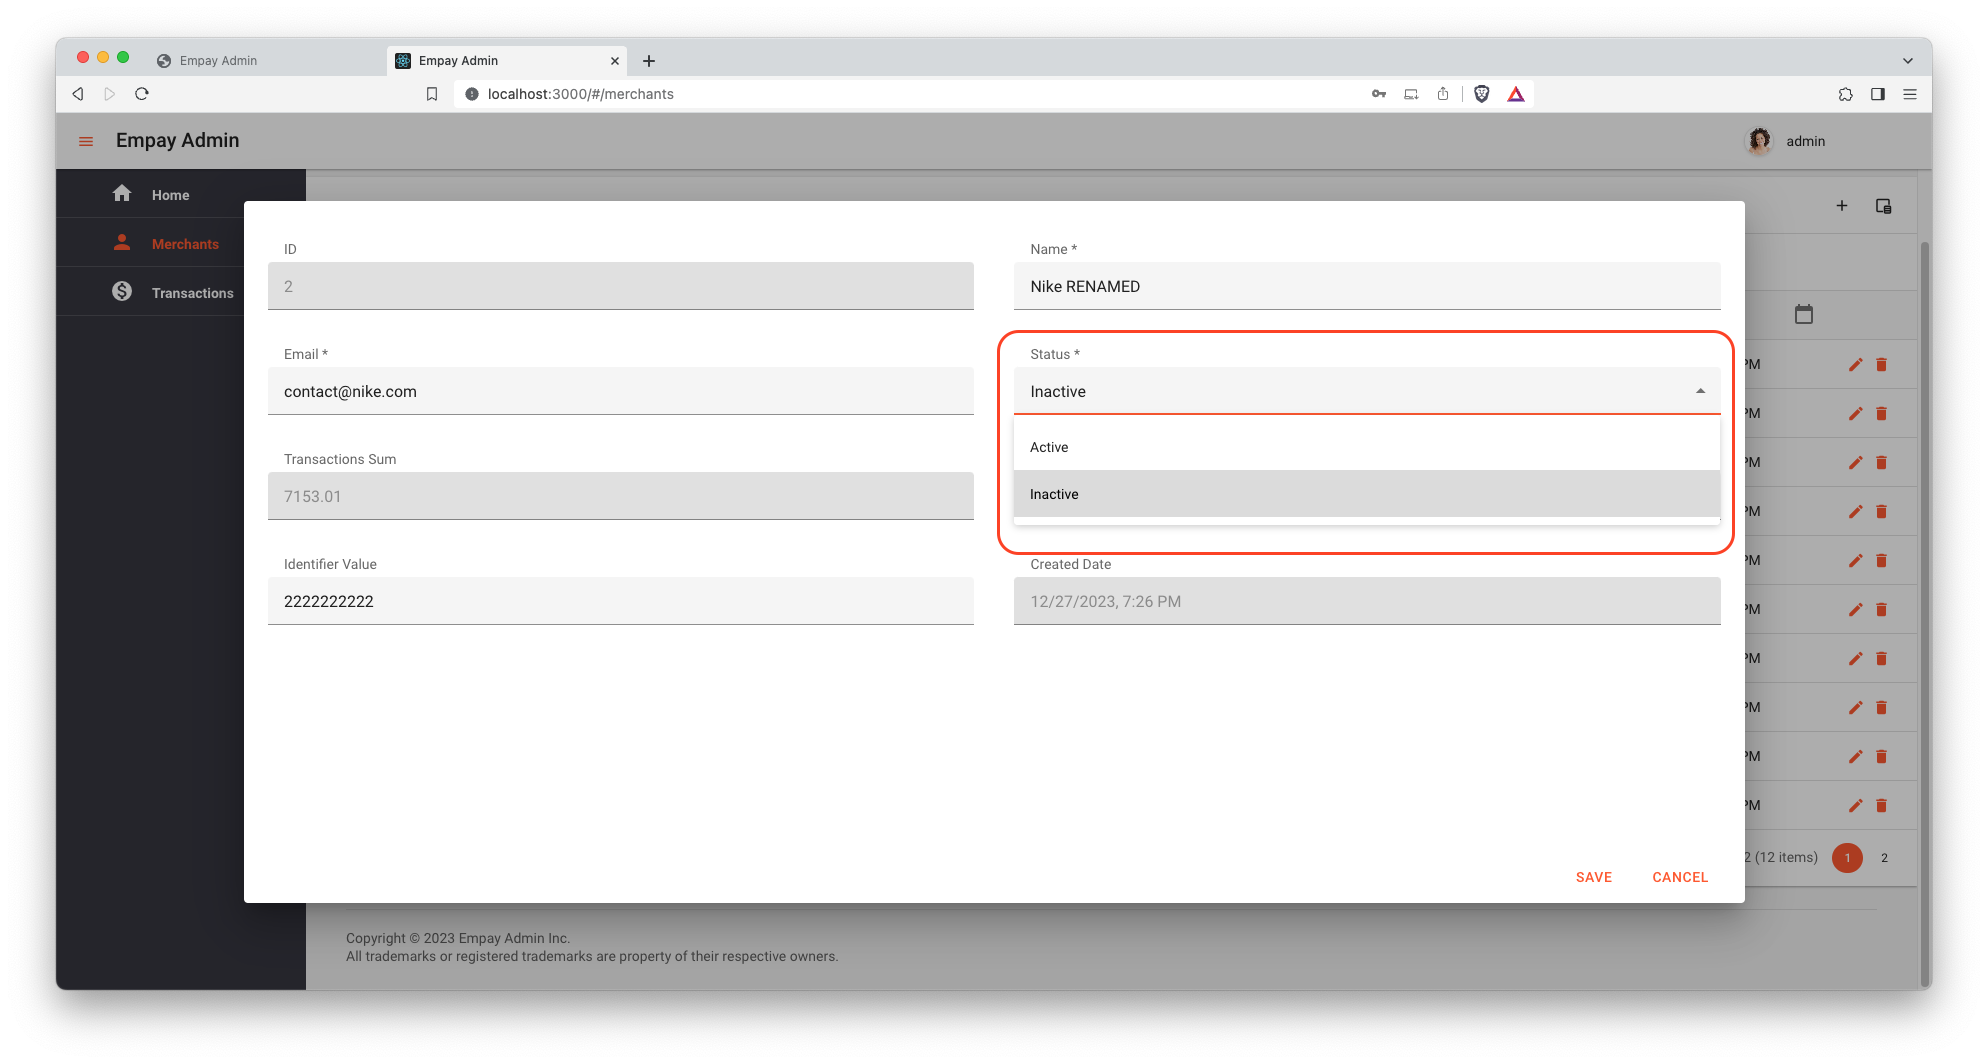 Empay Admin
Empay Admin
localhost:3000/#/merchants
Empay Admin
admin
Home
Merchants
Transactions
ID
2
Name *
Nike RENAMED
Email *
contact@nike.com
Status *
Inactive
Active
Inactive
Transactions Sum
7153.01
Identifier Value
2222222222
Created Date
12/27/2023, 7:26 PM
PM
PM
PM
PM
PM
PM
PM
PM
PM
PM
2 (12 items) 1 2
SAVE CANCEL
Copyright © 2023 Empay Admin Inc.
All trademarks or registered trademarks are property of their respective owners.